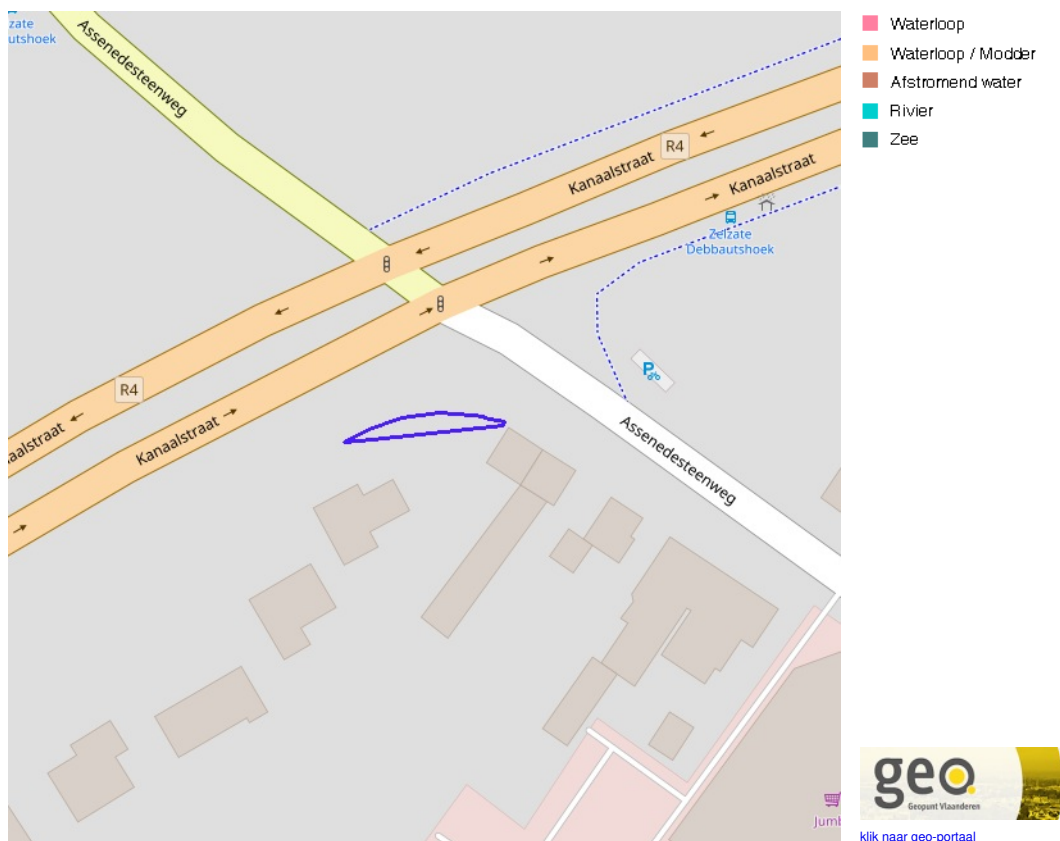 zate
utshoek
Assenedesteenweg
Kanaalstraat
R4
Kanaalstraat
Zelzate
Debbautshoek
R4
aalstraat
Kanaalstraat
P
Assenedesteenweg
Jumb
Waterloop
Waterloop / Modder
Afstromend water
Rivier
Zee
geo
Geopunt Vlaanderen
klik naar geo-portaal